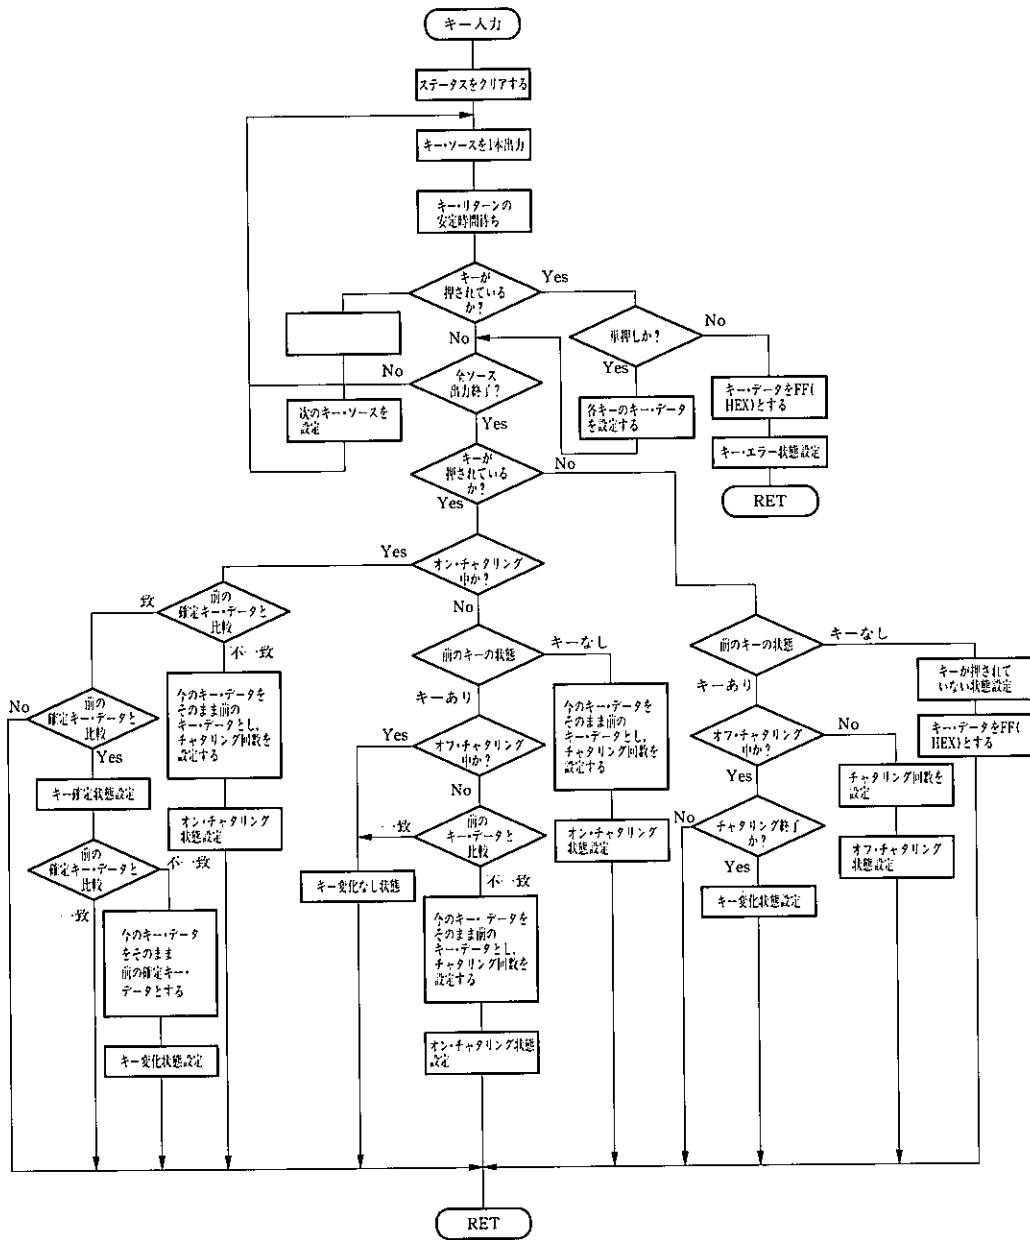 キー入力
ステータスをクリアする
キー・ソースを1本出力
キー・リターンの
安定時間待ち
キーが
押されている
か?
Yes
No
単押しか?
No
Yes
キー・データをFF(
HEX)とする
キー・エラー状態設定
RET
各キーのキー・データ
を設定する
全ソース
出力終了?
No
Yes
次のキー・ソースを
設定
キーが
押されている
か?
No
Yes
オン・チャタリング
中か?
Yes
No
前の
確定キー・データと
比較
致
不一致
前の
確定キー・データと
比較
No
Yes
キー確定状態設定
前の
確定キー・データと
比較
不一致
一致
今のキー・データ
をそのまま
前の確定キー・
データとする
キー変化状態設定
今のキー・データを
そのまま前の
キー・データとし,
チャタリング回数を
設定する
オン・チャタリング
状態設定
前のキーの状態
キーなし
キーあり
今のキー・データを
そのまま前の
キー・データとし,
チャタリング回数を
設定する
オン・チャタリング
状態設定
オフ・チャタリング
中か?
Yes
No
前の
キー・データと
比較
一致
不一致
キー変化なし状態
今のキー・データを
そのまま前の
キー・データとし,
チャタリング回数を
設定する
オン・チャタリング状態
設定
前のキーの状態
キーなし
キーあり
キーが押されて
いない状態設定
キー・データをFF(
HEX)とする
オフ・チャタリング
中か?
No
Yes
チャタリング回数を
設定
オフ・チャタリング
状態設定
チャタリング終了
か?
No
Yes
キー変化状態設定
RET